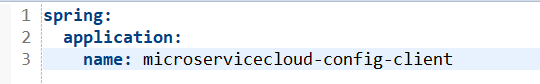 1 spring:
2   application:
3     name: microservicecloud-config-client